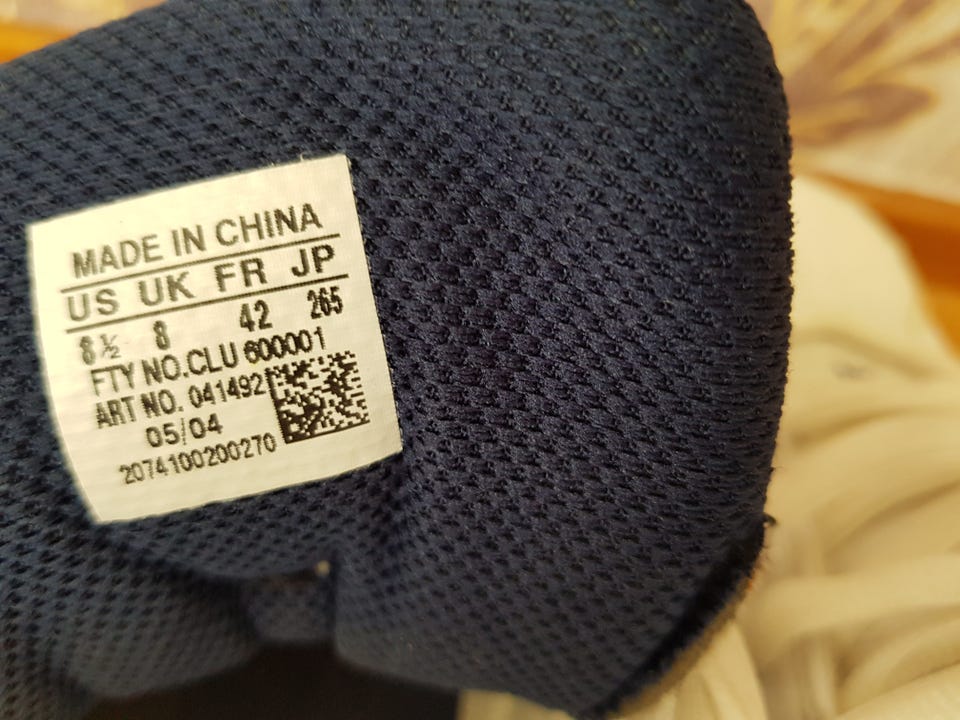 MADE IN CHINA
US UK FR JP
8½ 8 42 265
FTY NO.CLU 600001
ART NO. 041492
05/04
2074100200270